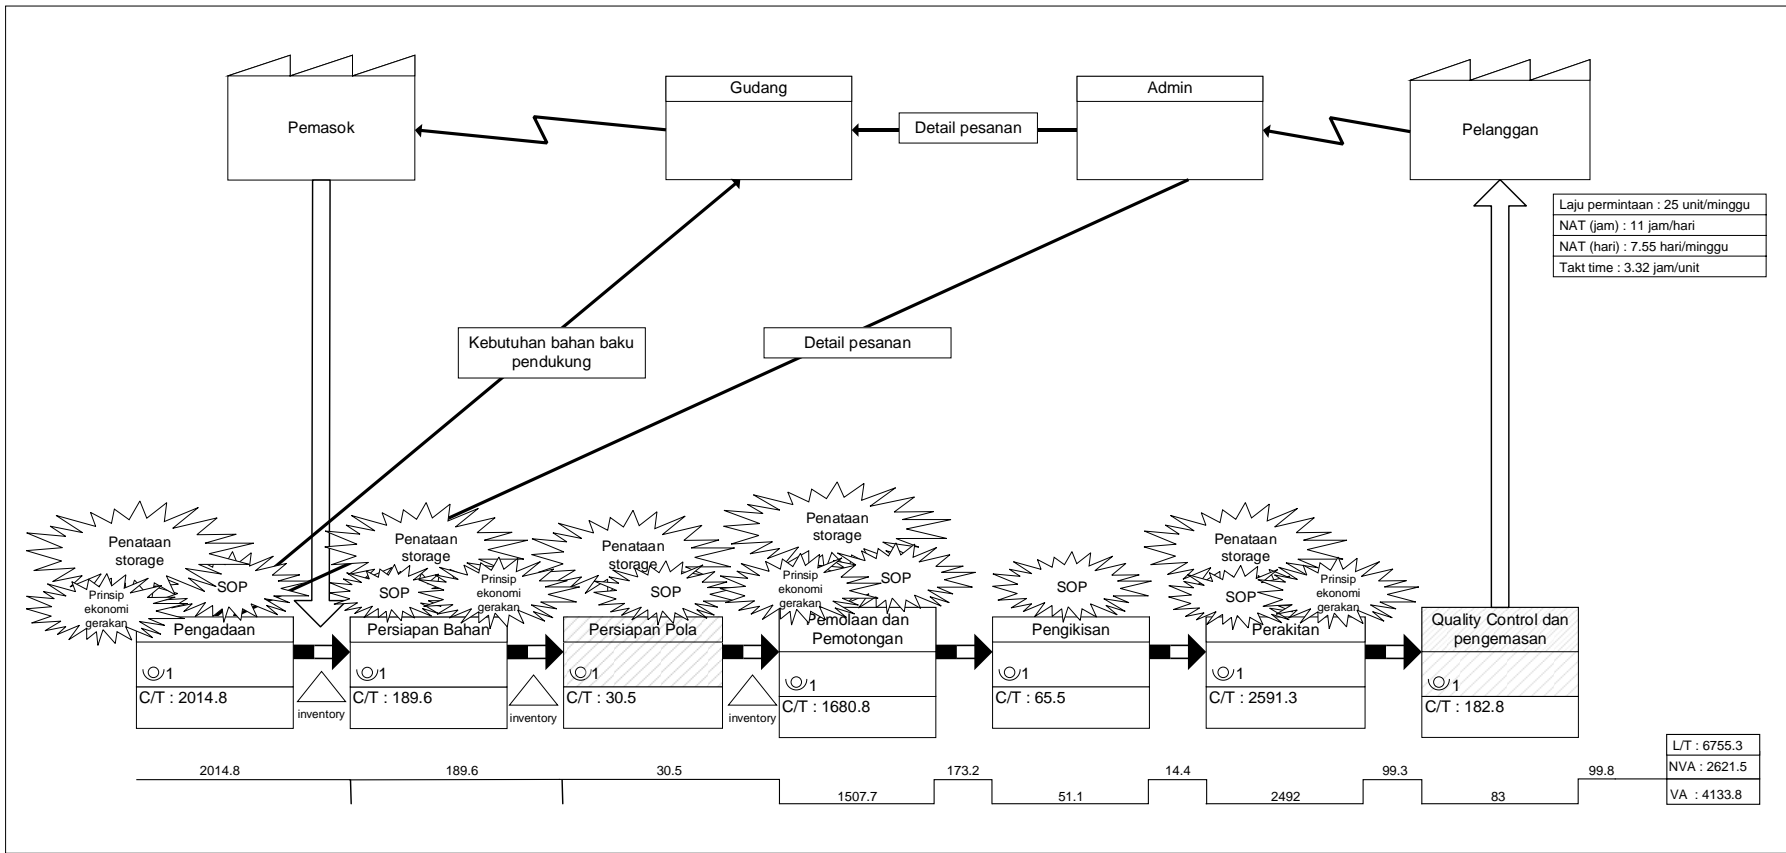 Pemasok
Gudang
Detail pesanan
Admin
Pelanggan
Laju permintaan : 25 unit/minggu
NAT (jam) : 11 jam/hari
NAT (hari) : 7.55 hari/minggu
Takt time : 3.32 jam/unit
Kebutuhan bahan baku
pendukung
Detail pesanan
Penataan
storage
SOP
Prinsip
ekonomi
gerakan
Penataan
storage
SOP
Prinsip
ekonomi
gerakan
Penataan
storage
SOP
Penataan
storage
Prinsip
ekonomi
gerakan
SOP
SOP
Penataan
storage
SOP
Prinsip
ekonomi
gerakan
Pengadaan
1
C/T : 2014.8
inventory
Persiapan Bahan
1
C/T : 189.6
inventory
Persiapan Pola
1
C/T : 30.5
inventory
Pemolaan dan
Pemotongan
1
C/T : 1680.8
Pengikisan
1
C/T : 65.5
Perakitan
1
C/T : 2591.3
Quality Control dan
pengemasan
1
C/T : 182.8
2014.8
189.6
30.5
1507.7
173.2
51.1
14.4
2492
99.3
83
99.8
L/T : 6755.3
NVA : 2621.5
VA : 4133.8